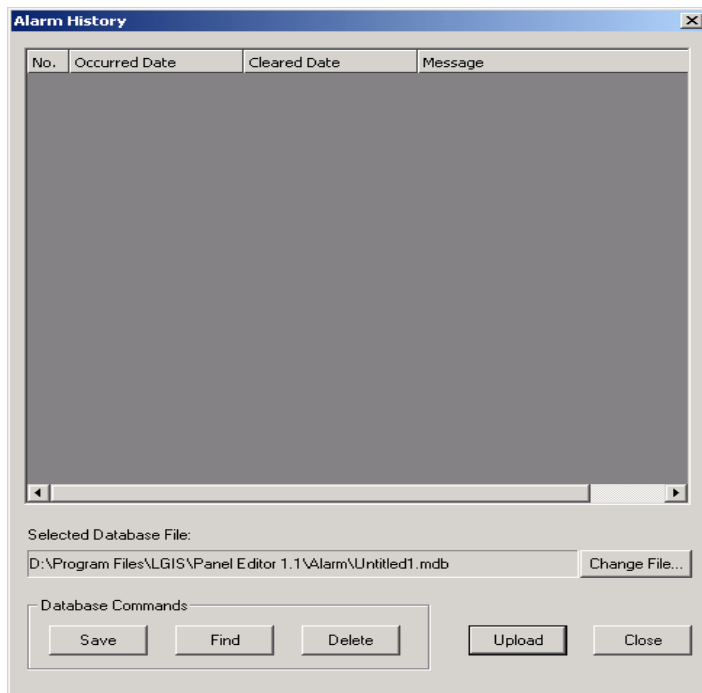 Alarm History
No. Occurred Date Cleared Date Message
Selected Database File:
D:\Program Files\LGIS\Panel Editor 1.1\Alarm\Untitled1.mdb Change File...
Database Commands
Save Find Delete Upload Close